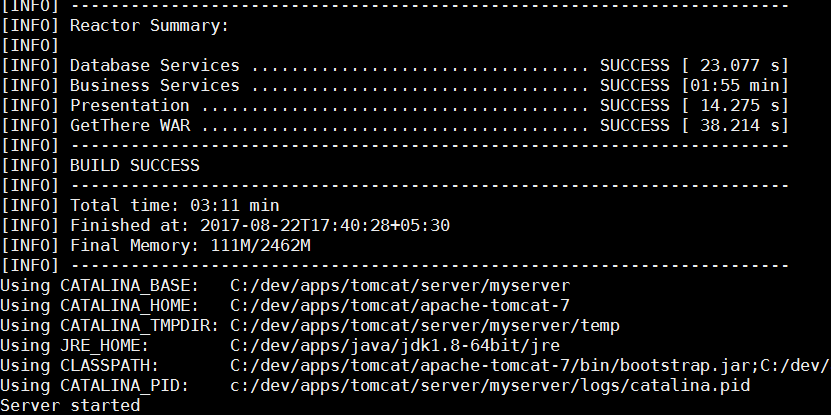 [INFO] ------------------------------------------------------------------------
[INFO] Reactor Summary:
[INFO]
[INFO] Database Services .................................. SUCCESS [ 23.077 s]
[INFO] Business Services .................................. SUCCESS [01:55 min]
[INFO] Presentation ....................................... SUCCESS [ 14.275 s]
[INFO] GetThere WAR ....................................... SUCCESS [ 38.214 s]
[INFO] ------------------------------------------------------------------------
[INFO] BUILD SUCCESS
[INFO] ------------------------------------------------------------------------
[INFO] Total time: 03:11 min
[INFO] Finished at: 2017-08-22T17:40:28+05:30
[INFO] Final Memory: 111M/2462M
[INFO] ------------------------------------------------------------------------
Using CATALINA_BASE:   C:/dev/apps/tomcat/server/myserver
Using CATALINA_HOME:   C:/dev/apps/tomcat/apache-tomcat-7
Using CATALINA_TMPDIR: C:/dev/apps/tomcat/server/myserver/temp
Using JRE_HOME:        C:/dev/apps/java/jdk1.8-64bit/jre
Using CLASSPATH:       C:/dev/apps/tomcat/apache-tomcat-7/bin/bootstrap.jar;C:/dev/
Using CATALINA_PID:    c:/dev/apps/tomcat/server/myserver/logs/catalina.pid
Server started